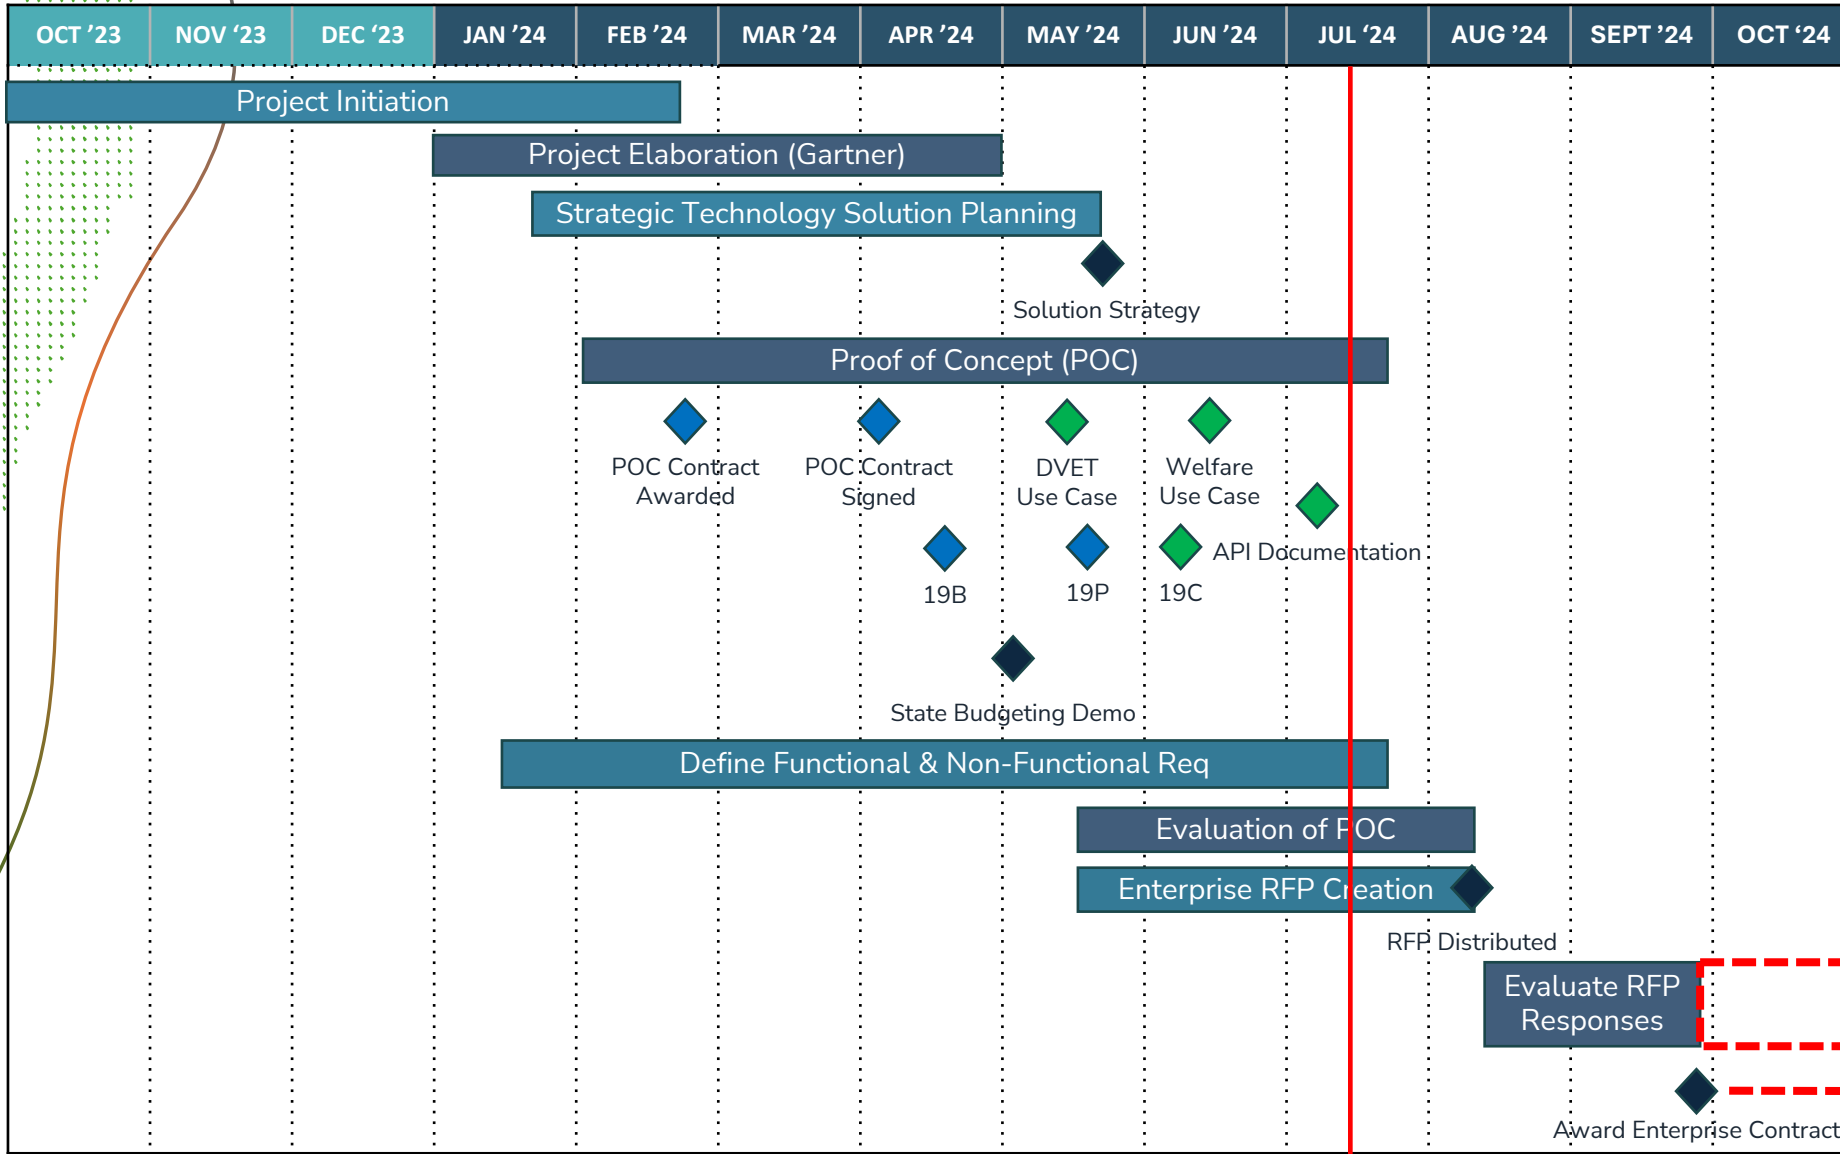 OCT ’23 NOV ‘23 DEC ‘23 JAN ’24 FEB ’24 MAR ’24 APR ’24 MAY ’24 JUN ’24 JUL ‘24 AUG ’24 SEPT ’24 OCT ‘24
Project Initiation
Project Elaboration (Gartner)
Strategic Technology Solution Planning
Solution Strategy
Proof of Concept (POC)
POC Contract
Awarded
POC Contract
Signed
DVET
Use Case
Welfare
Use Case
API Documentation
19B
19P
19C
State Budgeting Demo
Define Functional & Non-Functional Req
Evaluation of POC
Enterprise RFP Creation
RFP Distributed
Evaluate RFP
Responses
Award Enterprise Contract